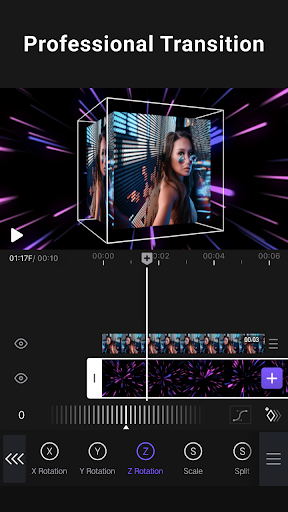 Professional Transition
01:17F/ 00:10
00:00
0:02
00:04
00:06
00:03
0
X
Y
Z
S
S
X Rotation
Y Rotation
Z Rotation
Scale
Split